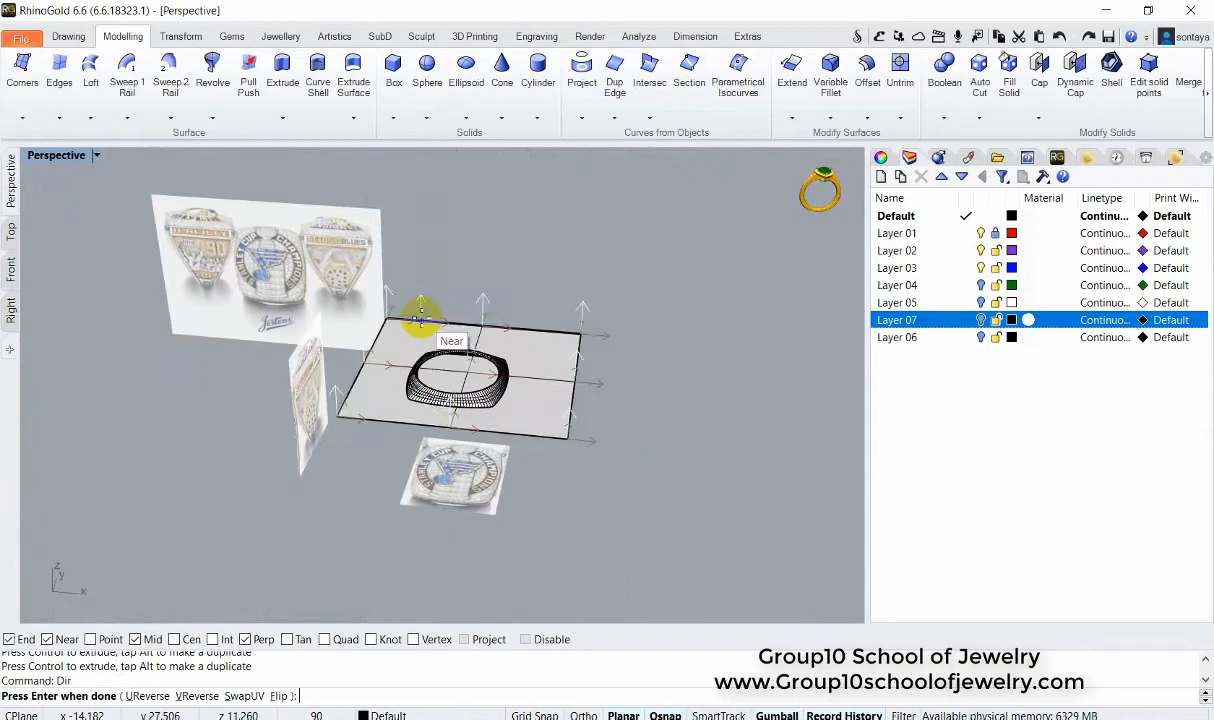 RhinoGold 6.6 (6.6.18323.1) - [Perspective]
File Drawing Modelling Transform Gems Jewellery Artistics SubD Sculpt 3D Printing Engraving Render Analyze Dimension Extras sontaya
Corners Edges Loft Sweep 1 Rail Sweep 2 Rail Revolve Pull Push Extrude Curve Shell Extrude Surface Box Sphere Ellipsoid Cone Cylinder Project Dup Edge Intersec Section Parametrical Isocurves Extend Variable Fillet Offset Untrim Boolean Auto Cut Fill Solid Cap Dynamic Cap Shell Edit solid points Merge
Surface Solids Curves from Objects Modify Surfaces Modify Solids
Perspective
Perspective
Top
Front
Right
STANLEY CUP
CHAMPIONS
Jostens
Near
STANLEY CUP
CHAMPIONS
z
y
x
Name Material Linetype Print Wi...
Default Continu... Default
Layer 01 Continuo... Default
Layer 02 Continuo... Default
Layer 03 Continuo... Default
Layer 04 Continuo... Default
Layer 05 Continuo... Default
Layer 07 Continuo... Default
Layer 06 Continuo... Default
End Near Point Mid Cen Int Perp Tan Quad Knot Vertex Project Disable
Press Control to extrude, tap Alt to make a duplicate
Press Control to extrude, tap Alt to make a duplicate
Command: Dir
Press Enter when done ( UReverse VReverse SwapUV Flip ):
Group10 School of Jewelry
www.Group10schoolofjewelry.com
CPlane x -14.182 y 27.506 z 11.260 90 Default Grid Snap Ortho Planar Osnap SmartTrack Gumball Record History Filter Available physical memory: 6329 MB